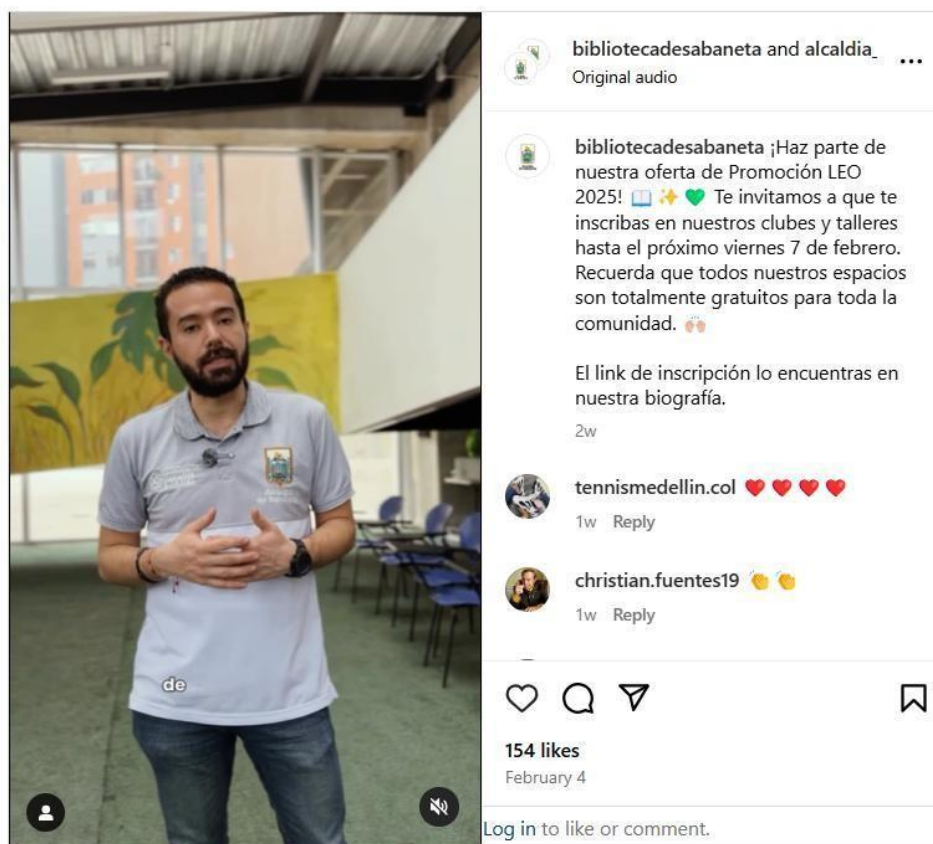 bibliotecadesabaneta and alcaldia_
Original audio
bibliotecadesabaneta ¡Haz parte de
nuestra oferta de Promoción LEO
2025! 📖 ✨ 💚 Te invitamos a que te
inscribas en nuestros clubes y talleres
hasta el próximo viernes 7 de febrero.
Recuerda que todos nuestros espacios
son totalmente gratuitos para toda la
comunidad. 🙌🏻
El link de inscripción lo encuentras en
nuestra biografía.
2w
tennismedellin.col ❤️ ❤️ ❤️ ❤️
1w Reply
christian.fuentes19 👏 👏
1w Reply
154 likes
February 4
Log in to like or comment.
de